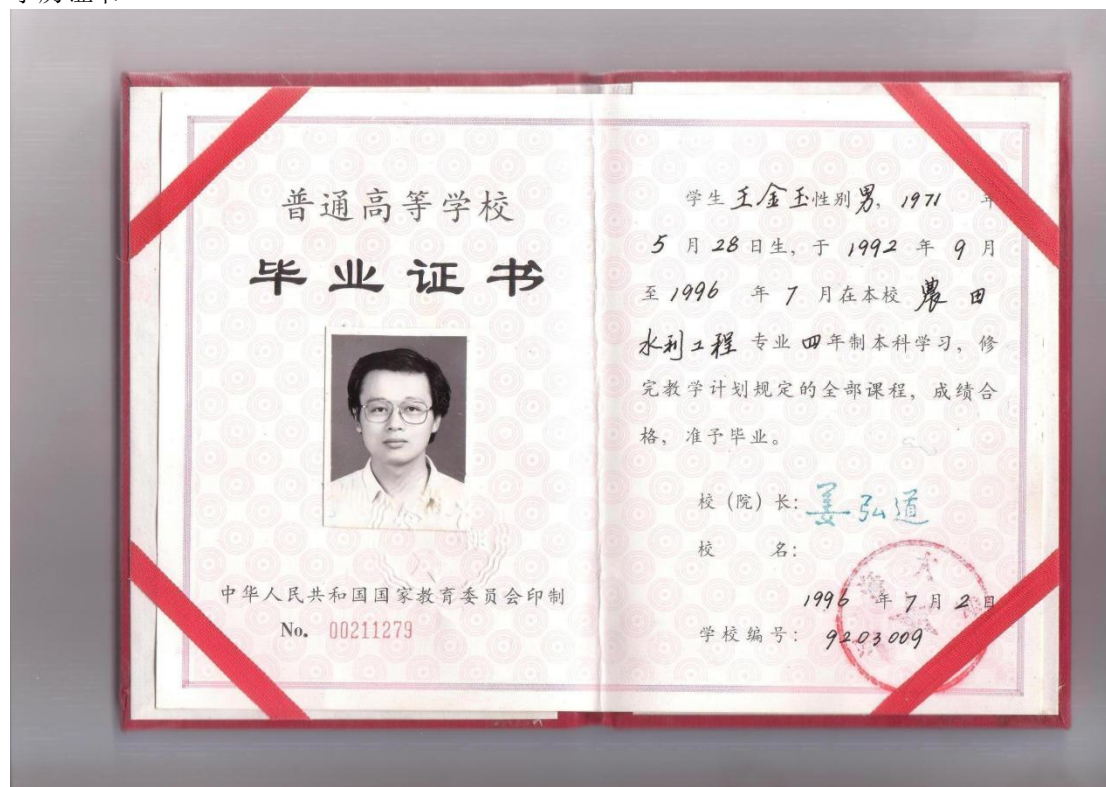 普通高等学校
毕业证书
中华人民共和国国家教育委员会印制
No. 00211279
学生王金玉性别男, 1971 年
5 月 28 日生, 于 1992 年 9 月
至 1996 年 7 月在本校 農 田
水利工程 专业 四年制本科学习, 修
完教学计划规定的全部课程, 成绩合
格, 准予毕业。
校 (院) 长: 姜弘道
校 名:
1996 年 7 月 2 日
学校编号: 9203009